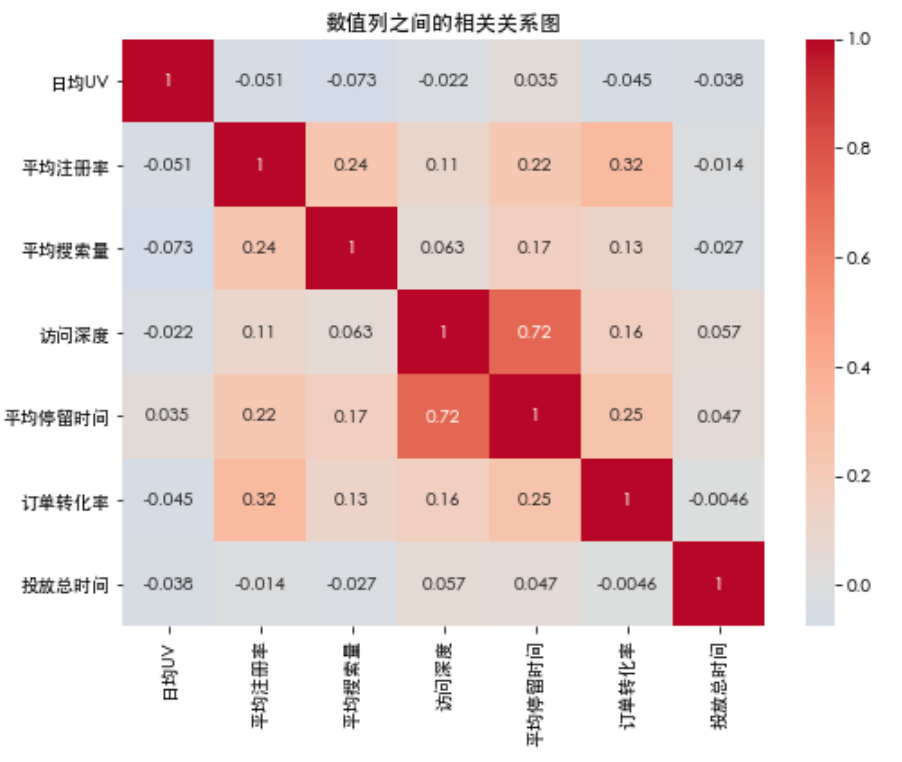 数值列之间的相关关系图
日均UV 1 -0.051 -0.073 -0.022 0.035 -0.045 -0.038
平均注册率 -0.051 1 0.24 0.11 0.22 0.32 -0.014
平均搜索量 -0.073 0.24 1 0.063 0.17 0.13 -0.027
访问深度 -0.022 0.11 0.063 1 0.72 0.16 0.057
平均停留时间 0.035 0.22 0.17 0.72 1 0.25 0.047
订单转化率 -0.045 0.32 0.13 0.16 0.25 1 -0.0046
投放总时间 -0.038 -0.014 -0.027 0.057 0.047 -0.0046 1
日均UV 平均注册率 平均搜索量 访问深度 平均停留时间 订单转化率 投放总时间
1.0
0.8
0.6
0.4
0.2
0.0